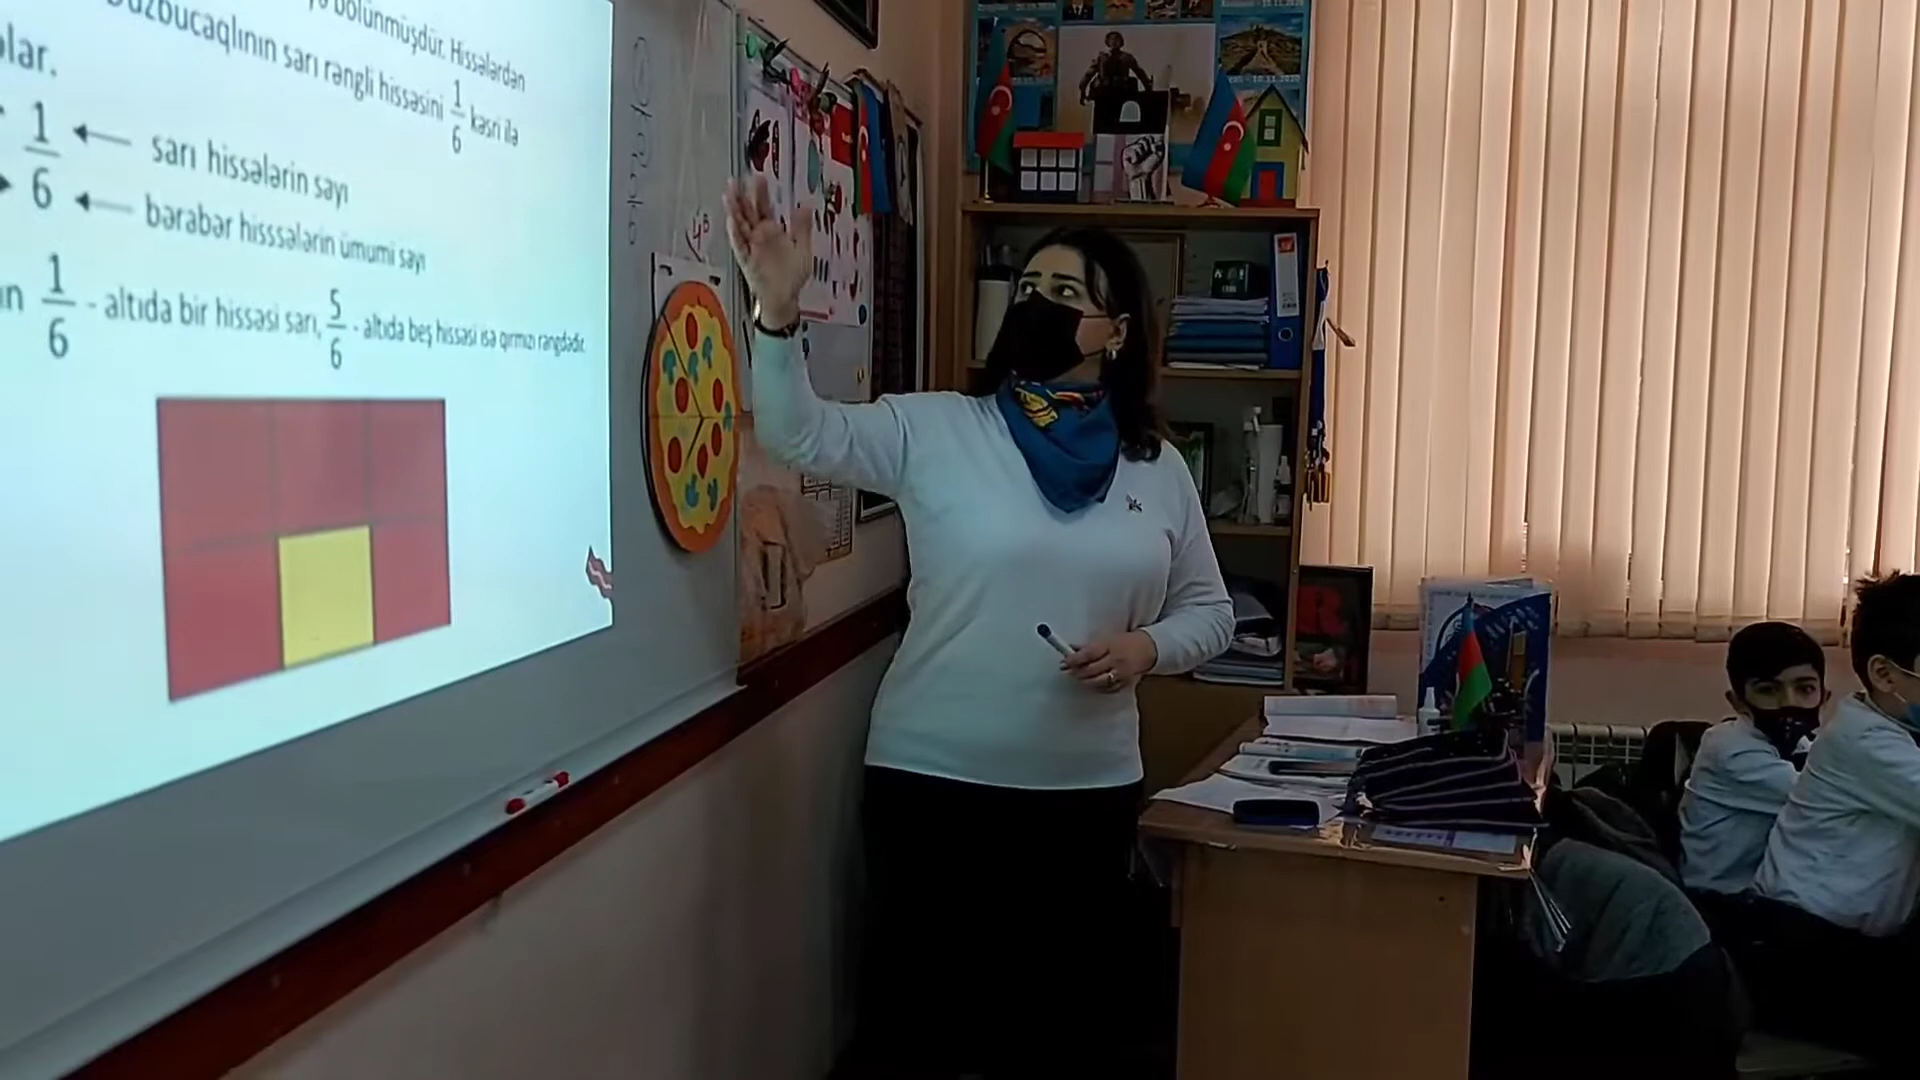 bölünmüşdür. Hissələrdən
düzbucaqlının sarı rəngli hissəsini 1/6 kəsri ilə
lar.
1 ← sarı hissələrin sayı
6 ← bərabər hisssələrin ümumi sayı
1/6 - altıda bir hissəsi sarı, 5/6 - altıda beş hissəsi isə qırmızı rəngdədir.
4B